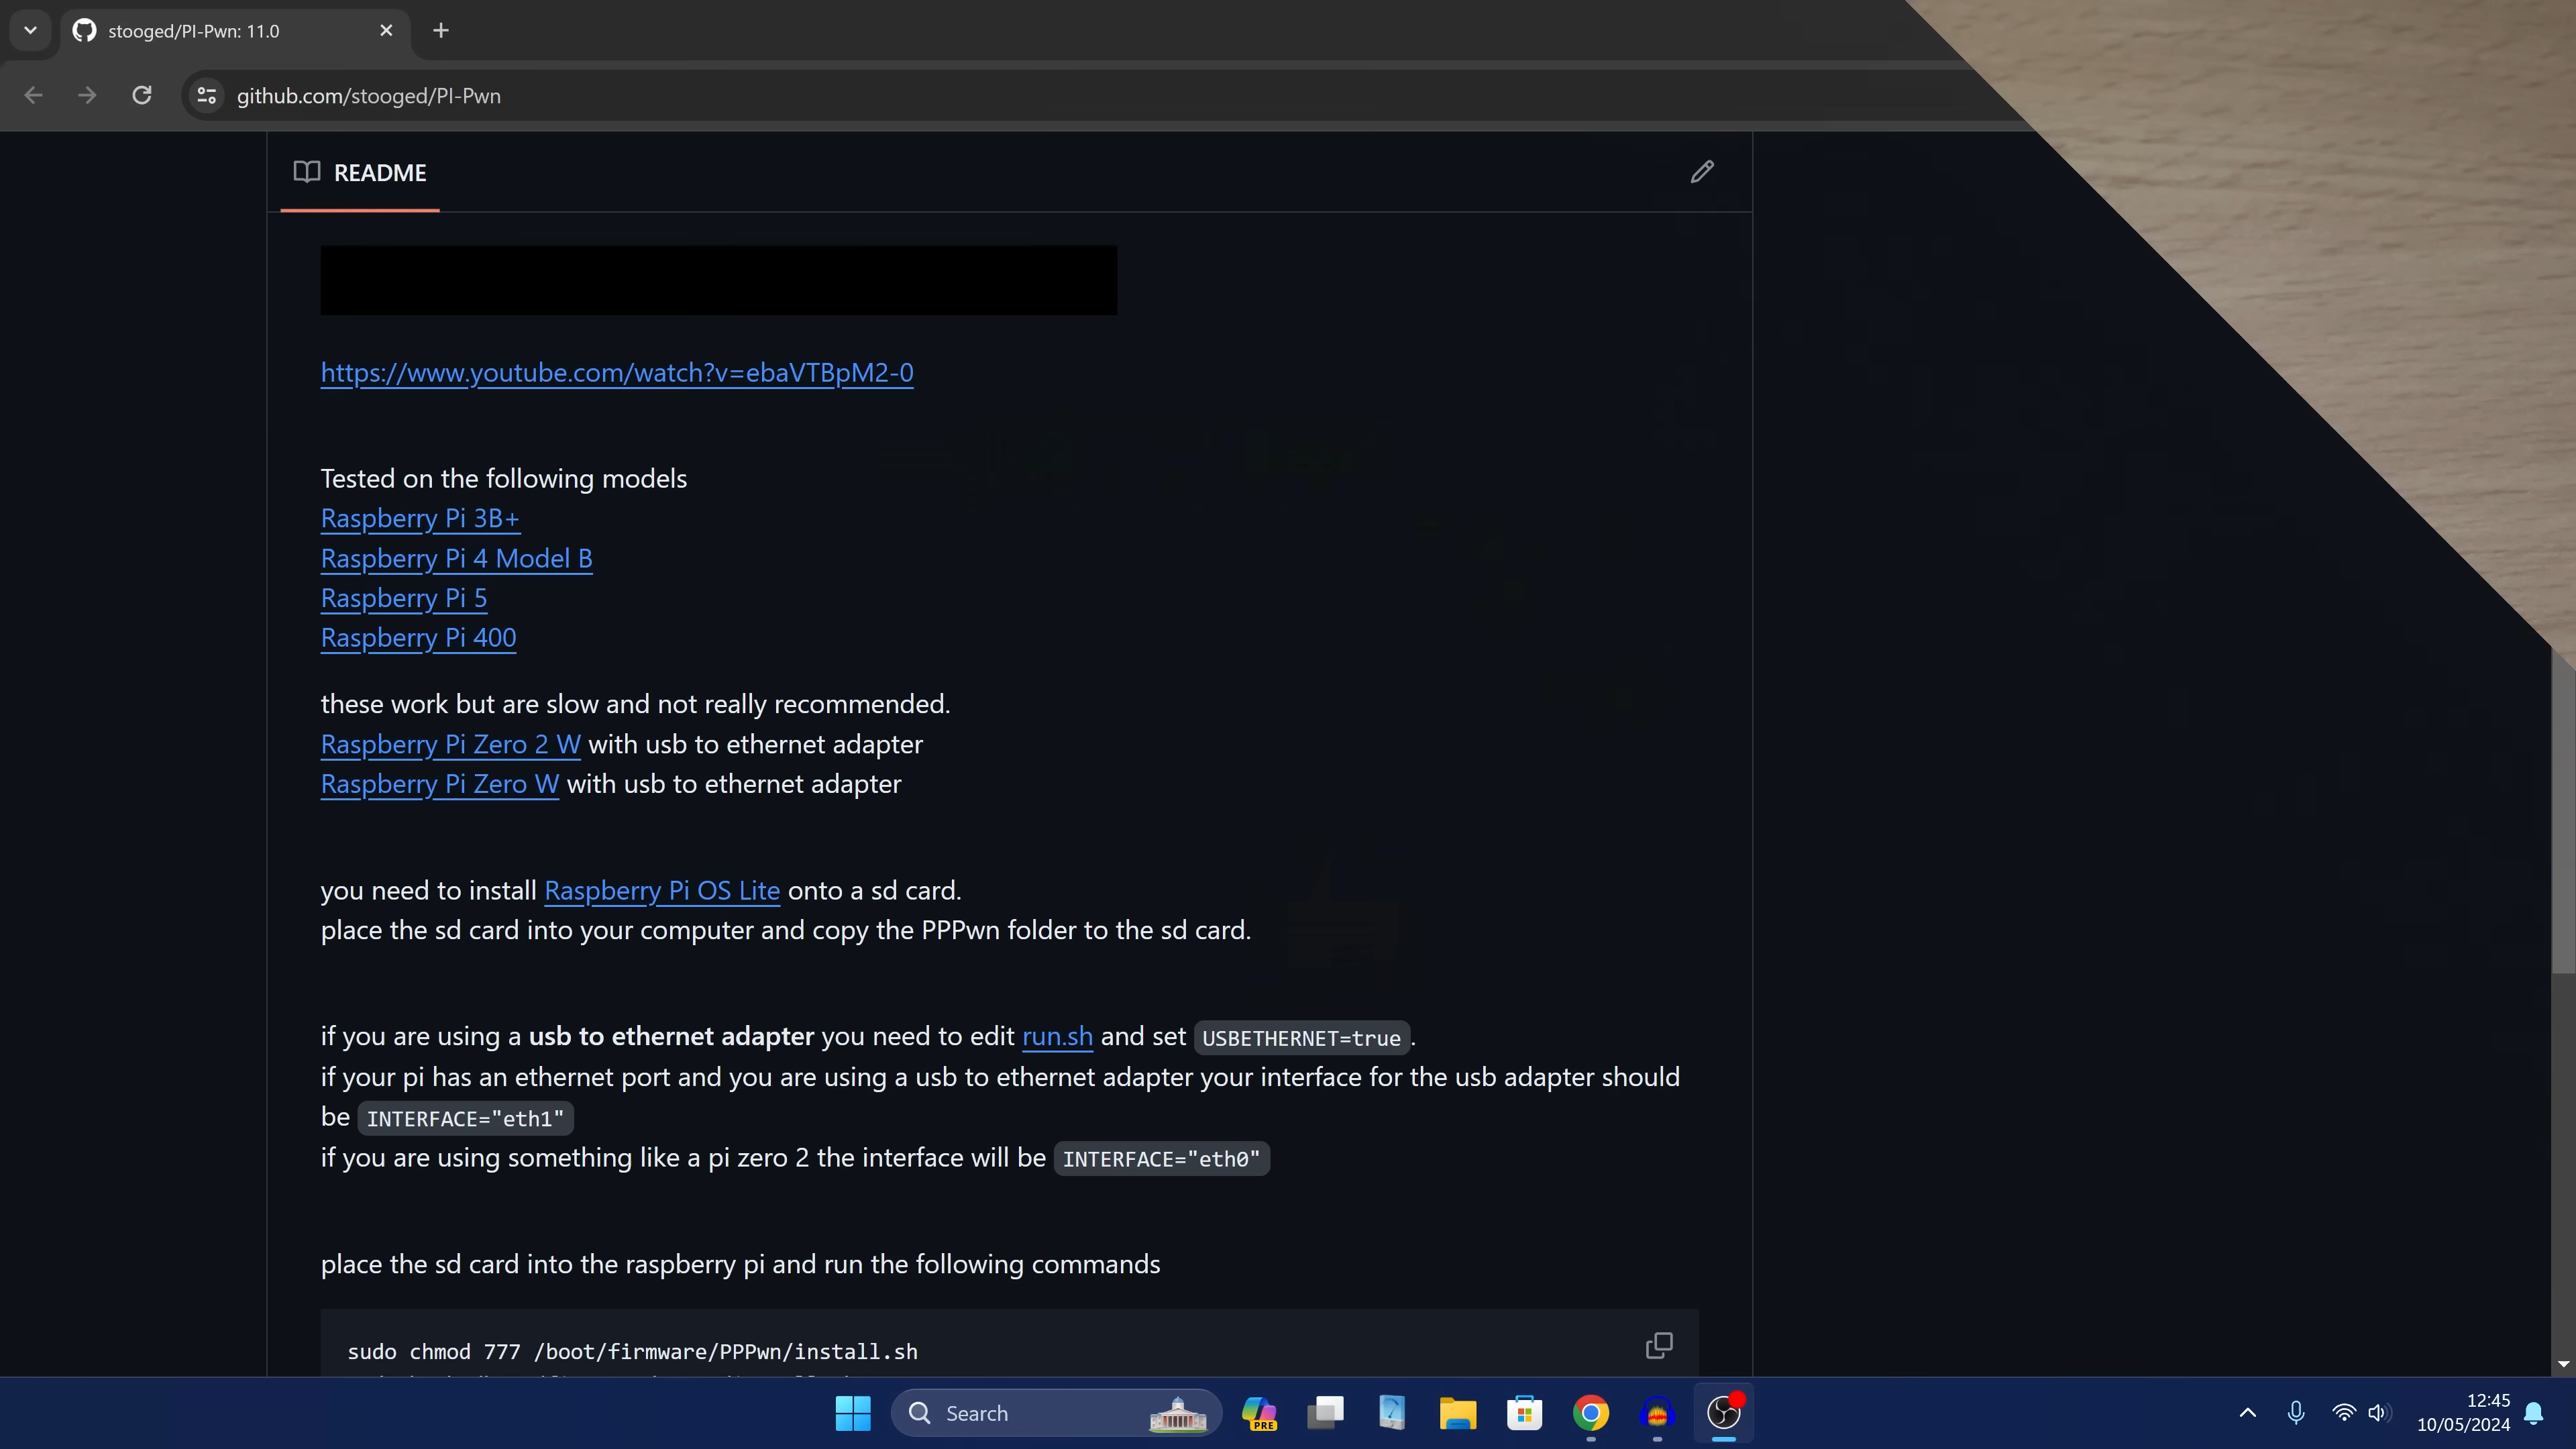 stooged/PI-Pwn: 11.0
github.com/stooged/PI-Pwn
README
https://www.youtube.com/watch?v=ebaVTBpM2-0
Tested on the following models
Raspberry Pi 3B+
Raspberry Pi 4 Model B
Raspberry Pi 5
Raspberry Pi 400
these work but are slow and not really recommended.
Raspberry Pi Zero 2 W with usb to ethernet adapter
Raspberry Pi Zero W with usb to ethernet adapter
you need to install Raspberry Pi OS Lite onto a sd card.
place the sd card into your computer and copy the PPPwn folder to the sd card.
if you are using a usb to ethernet adapter you need to edit run.sh and set USBETHERNET=true.
if your pi has an ethernet port and you are using a usb to ethernet adapter your interface for the usb adapter should
be INTERFACE="eth1"
if you are using something like a pi zero 2 the interface will be INTERFACE="eth0"
place the sd card into the raspberry pi and run the following commands
sudo chmod 777 /boot/firmware/PPPwn/install.sh
Search
PRE
12:45
10/05/2024